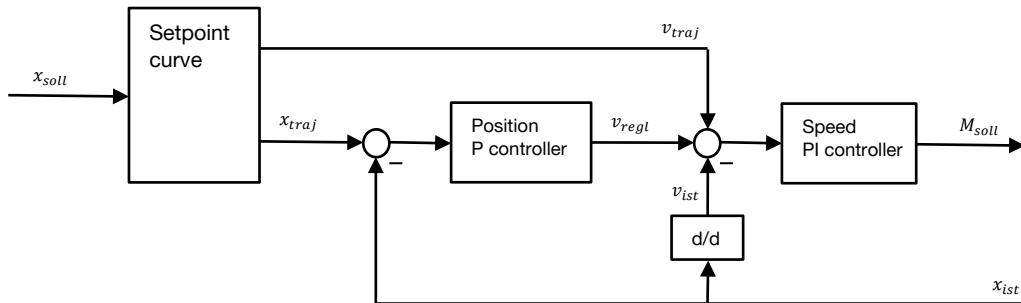 Setpoint
curve
v_traj
x_soll
x_traj
Position
P controller
v_regl
Speed
PI controller
M_soll
−
−
v_ist
d/d
x_ist